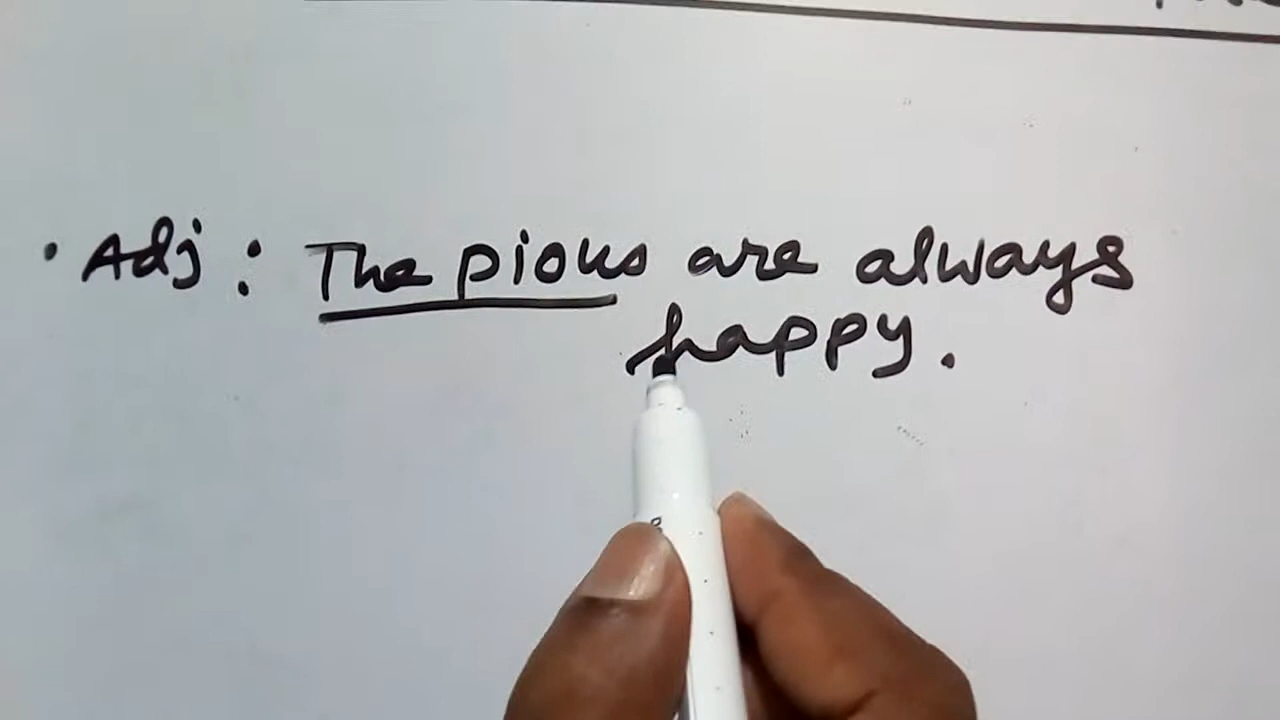 • Adj : The pious are always
happy.